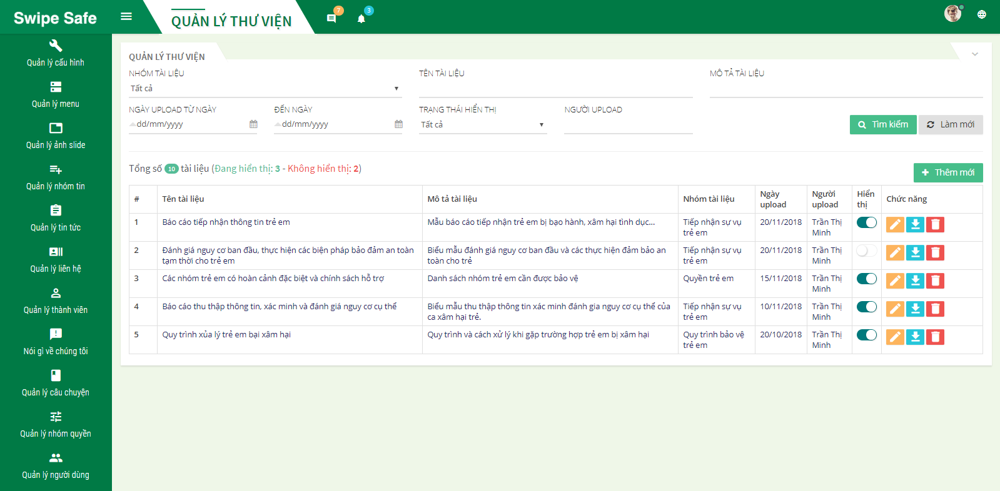 Swipe Safe
QUẢN LÝ THƯ VIỆN
7
3
Quản lý cấu hình
Quản lý menu
Quản lý ảnh slide
Quản lý nhóm tin
Quản lý tin tức
Quản lý liên hệ
Quản lý thành viên
Nói gì về chúng tôi
Quản lý câu chuyện
Quản lý nhóm quyền
Quản lý người dùng
QUẢN LÝ THƯ VIỆN
NHÓM TÀI LIỆU
TÊN TÀI LIỆU
MÔ TẢ TÀI LIỆU
Tất cả
NGÀY UPLOAD TỪ NGÀY
ĐẾN NGÀY
TRẠNG THÁI HIỂN THỊ
NGƯỜI UPLOAD
dd/mm/yyyy
dd/mm/yyyy
Tất cả
Tìm kiếm
Làm mới
Tổng số 10 tài liệu (Đang hiển thị: 3 - Không hiển thị: 2)
Thêm mới
# Tên tài liệu Mô tả tài liệu Nhóm tài liệu Ngày upload Người upload Hiển thị Chức năng
1 Báo cáo tiếp nhận thông tin trẻ em Mẫu báo cáo tiếp nhận trẻ em bị bạo hành, xâm hại tình dục... Tiếp nhận sự vụ trẻ em 20/11/2018 Trần Thị Minh
2 Đánh giá nguy cơ ban đầu, thực hiện các biện pháp bảo đảm an toàn tạm thời cho trẻ em Biểu mẫu đánh giá nguy cơ ban đầu và các thực hiện đảm bảo an toàn cho trẻ Tiếp nhận sự vụ trẻ em 20/11/2018 Trần Thị Minh
3 Các nhóm trẻ em có hoàn cảnh đặc biệt và chính sách hỗ trợ Danh sách nhóm trẻ em cần được bảo vệ Quyền trẻ em 15/11/2018 Trần Thị Minh
4 Báo cáo thu thập thông tin, xác minh và đánh giá nguy cơ cụ thể Biểu mẫu thu thập thông tin xác minh đánh gia nguy cơ cụ thể của ca xâm hại trẻ. Tiếp nhận sự vụ trẻ em 10/11/2018 Trần Thị Minh
5 Quy trình xủa lý trẻ em bại xâm hại Quy trình và cách xử lý khi gặp trường hợp trẻ em bị xâm hại Quy trình bảo vệ trẻ em 20/10/2018 Trần Thị Minh